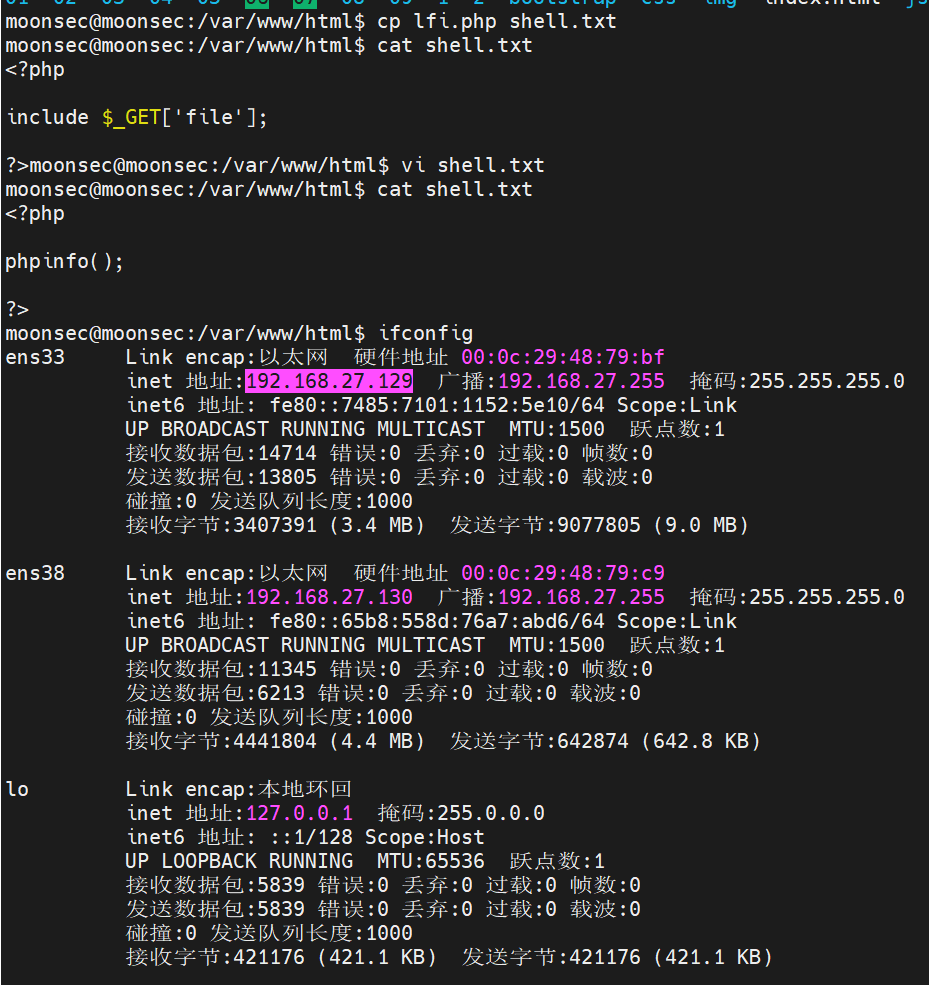 moonsec@moonsec:/var/www/html$ cp lfi.php shell.txt
moonsec@moonsec:/var/www/html$ cat shell.txt
<?php
include $_GET['file'];
?>moonsec@moonsec:/var/www/html$ vi shell.txt
moonsec@moonsec:/var/www/html$ cat shell.txt
<?php
phpinfo();
?>
moonsec@moonsec:/var/www/html$ ifconfig
ens33     Link encap:以太网  硬件地址 00:0c:29:48:79:bf
inet 地址:192.168.27.129  广播:192.168.27.255  掩码:255.255.255.0
inet6 地址: fe80::7485:7101:1152:5e10/64 Scope:Link
UP BROADCAST RUNNING MULTICAST  MTU:1500  跃点数:1
接收数据包:14714 错误:0 丢弃:0 过载:0 帧数:0
发送数据包:13805 错误:0 丢弃:0 过载:0 载波:0
碰撞:0 发送队列长度:1000
接收字节:3407391 (3.4 MB)  发送字节:9077805 (9.0 MB)
ens38     Link encap:以太网  硬件地址 00:0c:29:48:79:c9
inet 地址:192.168.27.130  广播:192.168.27.255  掩码:255.255.255.0
inet6 地址: fe80::65b8:558d:76a7:abd6/64 Scope:Link
UP BROADCAST RUNNING MULTICAST  MTU:1500  跃点数:1
接收数据包:11345 错误:0 丢弃:0 过载:0 帧数:0
发送数据包:6213 错误:0 丢弃:0 过载:0 载波:0
碰撞:0 发送队列长度:1000
接收字节:4441804 (4.4 MB)  发送字节:642874 (642.8 KB)
lo        Link encap:本地环回
inet 地址:127.0.0.1  掩码:255.0.0.0
inet6 地址: ::1/128 Scope:Host
UP LOOPBACK RUNNING  MTU:65536  跃点数:1
接收数据包:5839 错误:0 丢弃:0 过载:0 帧数:0
发送数据包:5839 错误:0 丢弃:0 过载:0 载波:0
碰撞:0 发送队列长度:1000
接收字节:421176 (421.1 KB)  发送字节:421176 (421.1 KB)